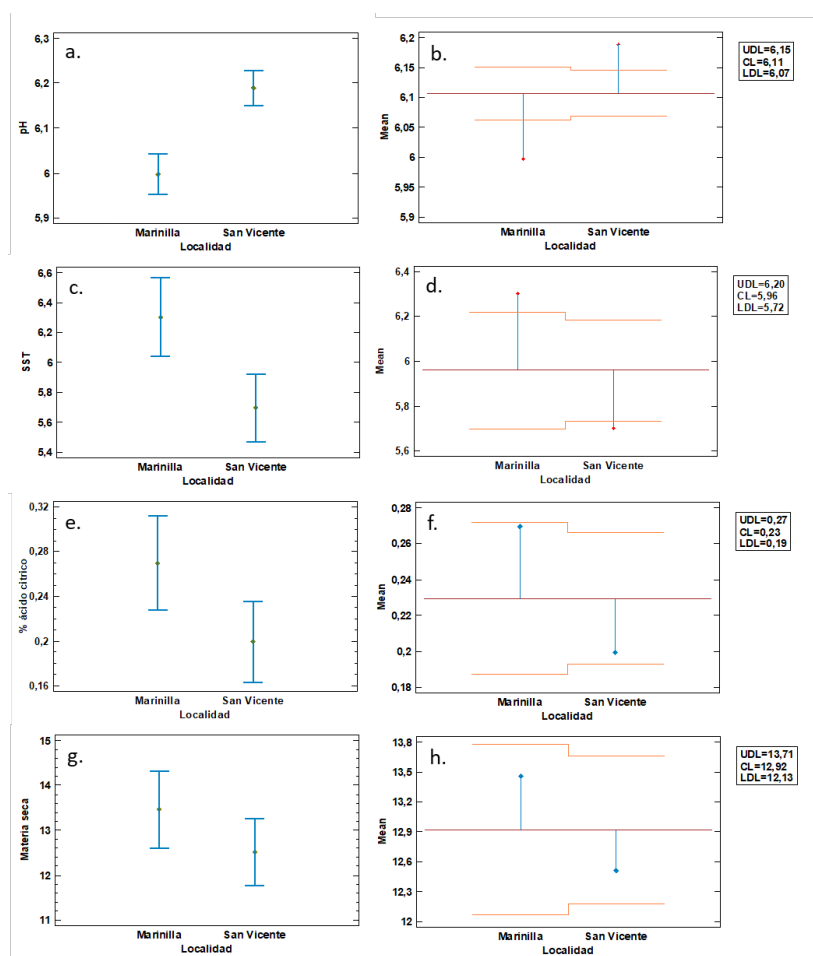 a.
6,3
6,2
6,1
6
5,9
pH
Marinilla San Vicente
Localidad
b.
6,2
6,15
6,1
6,05
6
5,95
5,9
Mean
Marinilla San Vicente
Localidad
UDL=6,15
CL=6,11
LDL=6,07
c.
6,6
6,4
6,2
6
5,8
5,6
5,4
SST
Marinilla San Vicente
Localidad
d.
6,4
6,2
6
5,8
5,6
Mean
Marinilla San Vicente
Localidad
UDL=6,20
CL=5,96
LDL=5,72
e.
0,32
0,28
0,24
0,2
0,16
% ácido cítrico
Marinilla San Vicente
Localidad
f.
0,28
0,26
0,24
0,22
0,2
0,18
Mean
Marinilla San Vicente
Localidad
UDL=0,27
CL=0,23
LDL=0,19
g.
15
14
13
12
11
Materia seca
Marinilla San Vicente
Localidad
h.
13,8
13,5
13,2
12,9
12,6
12,3
12
Mean
Marinilla San Vicente
Localidad
UDL=13,71
CL=12,92
LDL=12,13